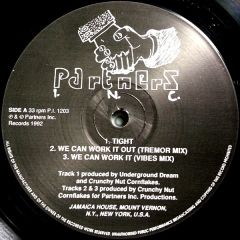 Partners
I N C
SIDE A 33 rpm P.I. 1203
℗ & © Partners Inc.
Records 1992
1. TIGHT
2. WE CAN WORK IT OUT (TREMOR MIX)
3. WE CAN WORK IT (VIBES MIX)
Track 1 produced by Underground Dream
and Crunchy Nut Cornflakes.
Tracks 2 & 3 produced by Crunchy Nut
Cornflakes for Partners Inc. Productions.
JAMAICA HOUSE, MOUNT VERNON,
N.Y., NEW YORK, U.S.A.